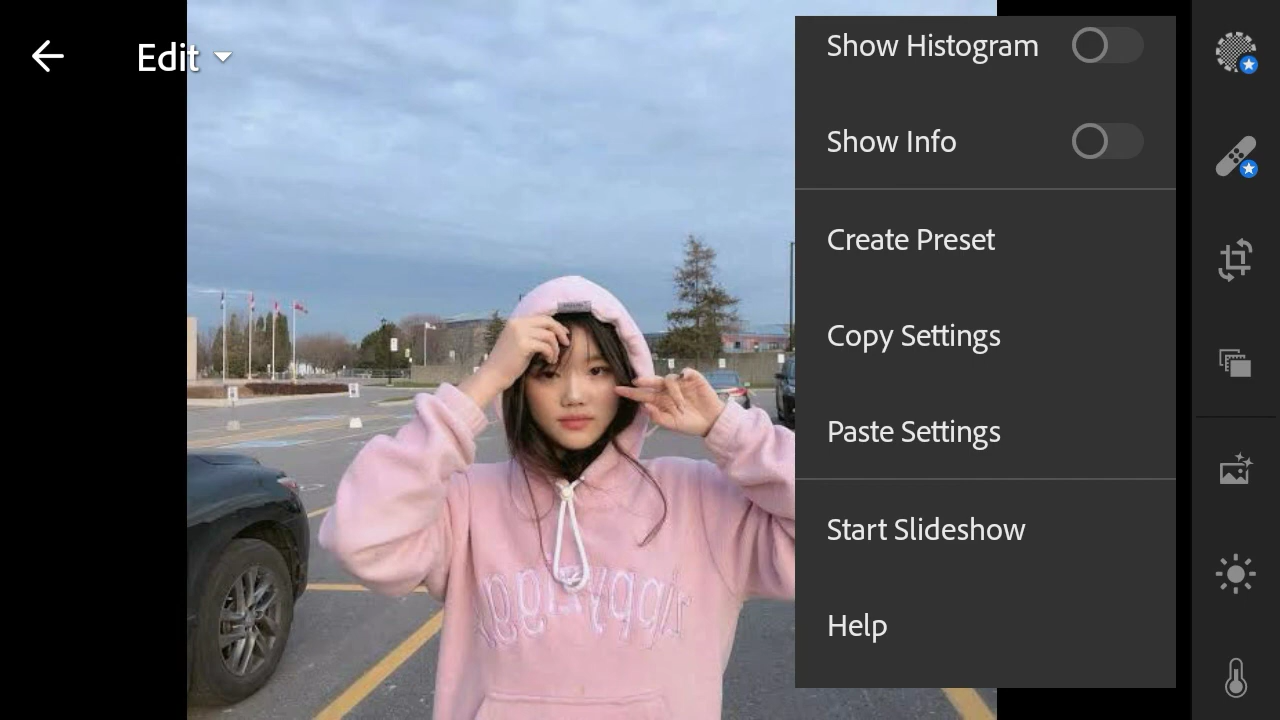 Edit
Show Histogram
Show Info
Create Preset
Copy Settings
Paste Settings
Start Slideshow
Help